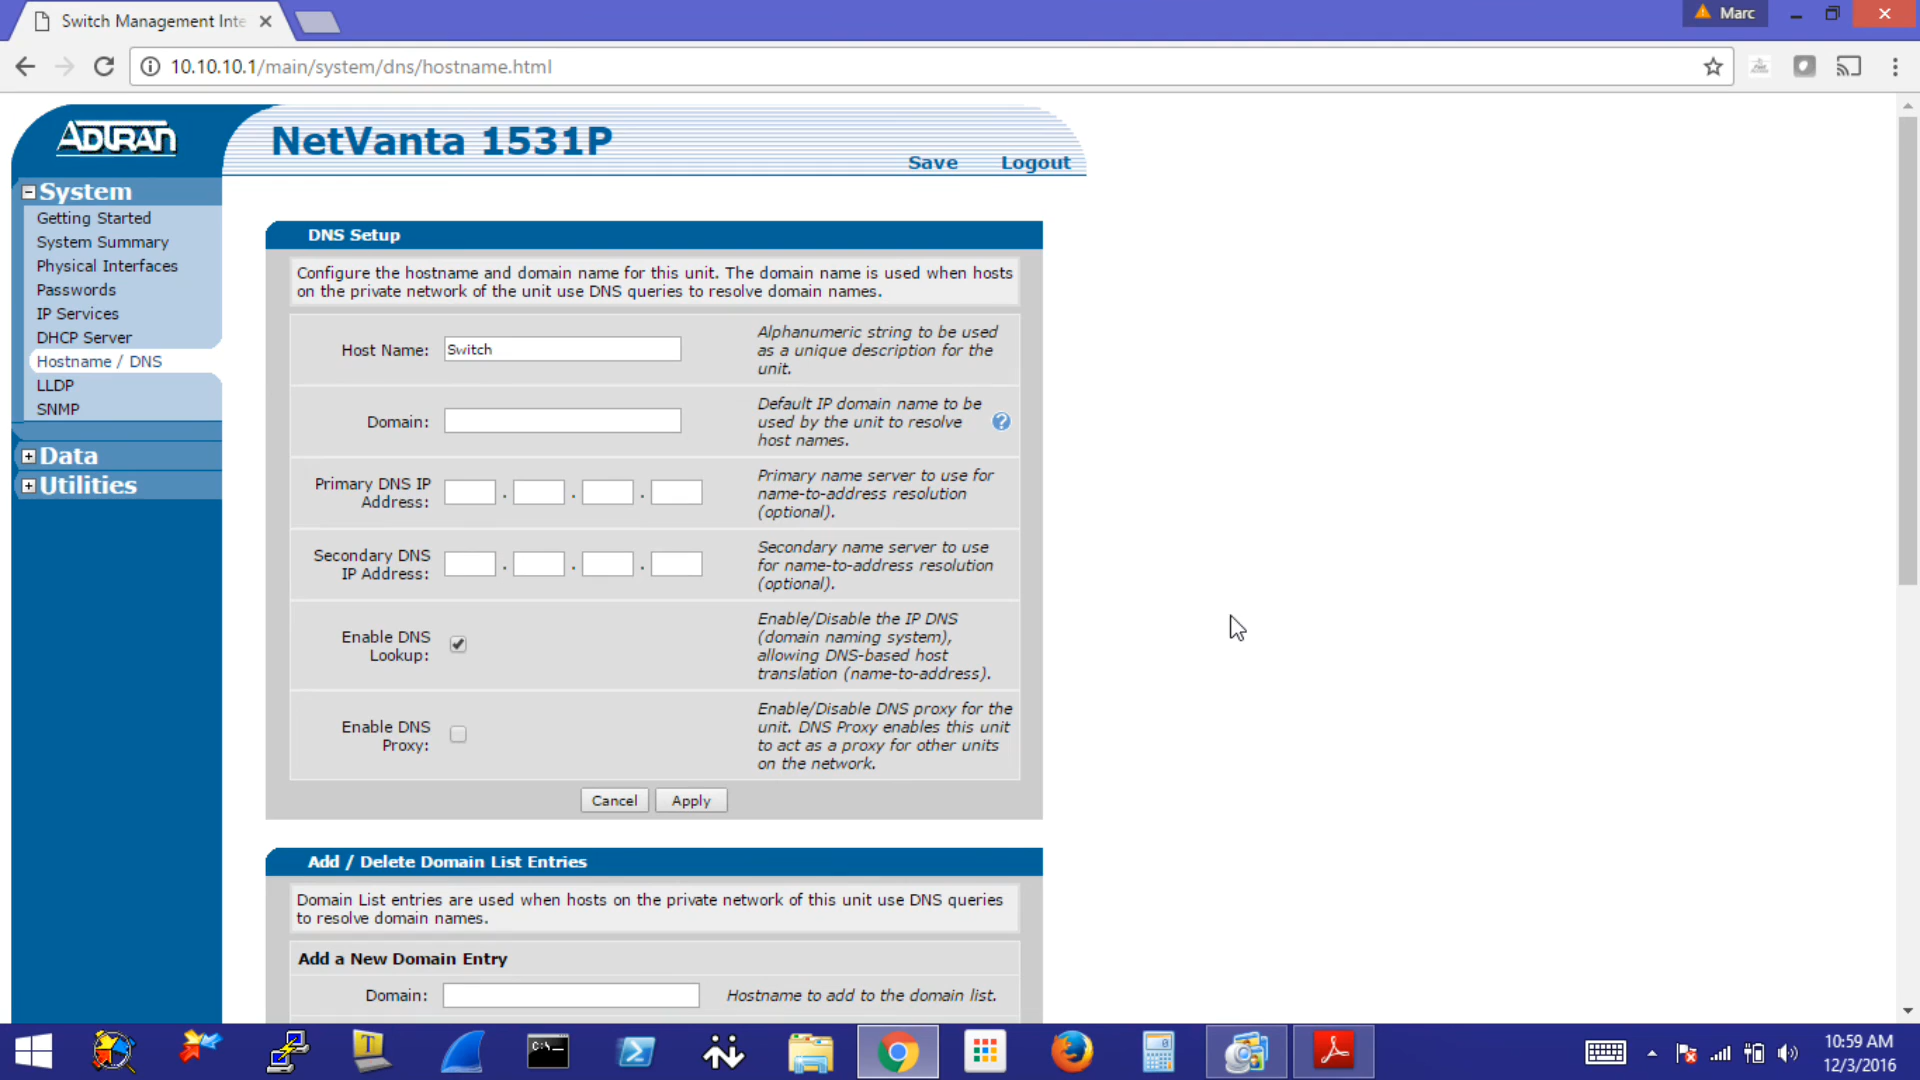 Switch Management Inte
Marc
10.10.10.1/main/system/dns/hostname.html
ADTRAN
NetVanta 1531P
Save
Logout
System
Getting Started
System Summary
Physical Interfaces
Passwords
IP Services
DHCP Server
Hostname / DNS
LLDP
SNMP
Data
Utilities
DNS Setup
Configure the hostname and domain name for this unit. The domain name is used when hosts
on the private network of the unit use DNS queries to resolve domain names.
Host Name:
Switch
Alphanumeric string to be used
as a unique description for the
unit.
Domain:
Default IP domain name to be
used by the unit to resolve
host names.
?
Primary DNS IP
Address:
. . .
Primary name server to use for
name-to-address resolution
(optional).
Secondary DNS
IP Address:
. . .
Secondary name server to use
for name-to-address resolution
(optional).
Enable DNS
Lookup:
Enable/Disable the IP DNS
(domain naming system),
allowing DNS-based host
translation (name-to-address).
Enable DNS
Proxy:
Enable/Disable DNS proxy for the
unit. DNS Proxy enables this unit
to act as a proxy for other units
on the network.
Cancel
Apply
Add / Delete Domain List Entries
Domain List entries are used when hosts on the private network of this unit use DNS queries
to resolve domain names.
Add a New Domain Entry
Domain:
Hostname to add to the domain list.
10:59 AM
12/3/2016